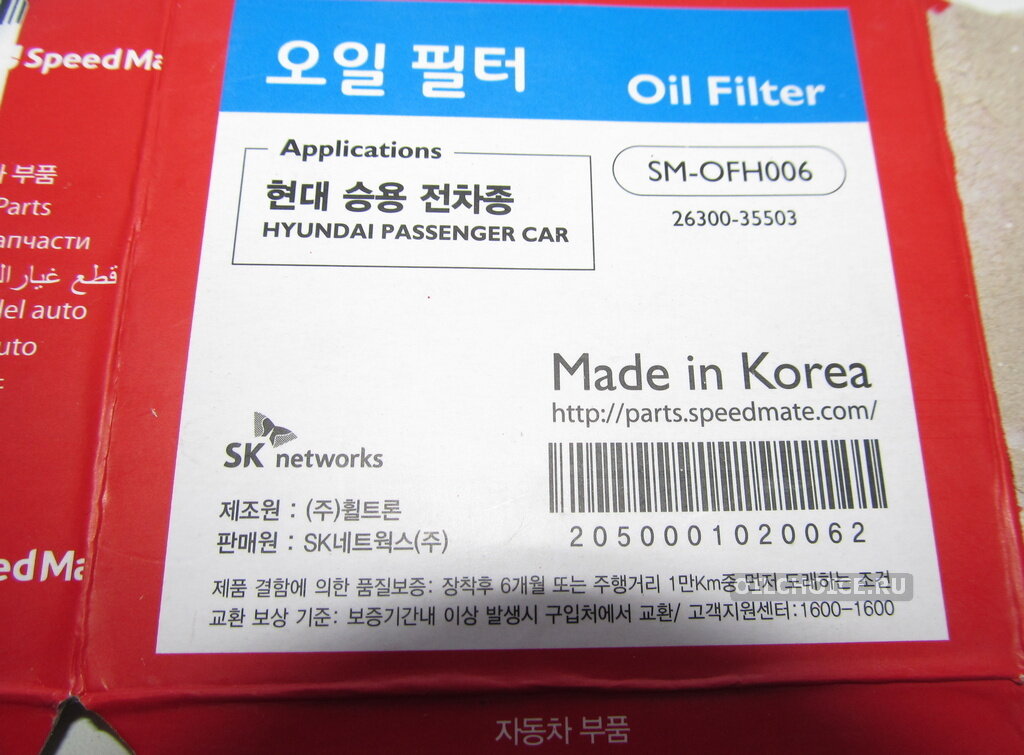 SpeedMa
부품
Parts
апчасти
قطع غيار ال
del auto
uto
edMa
오일 필터
Oil Filter
Applications
현대 승용 전차종
HYUNDAI PASSENGER CAR
SM-OFH006
26300-35503
Made in Korea
http://parts.speedmate.com/
SK networks
2050001020062
제조원 : (주)휠트론
판매원 : SK네트웍스(주)
제품 결함에 의한 품질보증: 장착후 6개월 또는 주행거리 1만Km중 먼저 도래하는 조건
교환 보상 기준: 보증기간내 이상 발생시 구입처에서 교환/ 고객지원센터:1600-1600
OILCHOICE.RU
자동차 부품